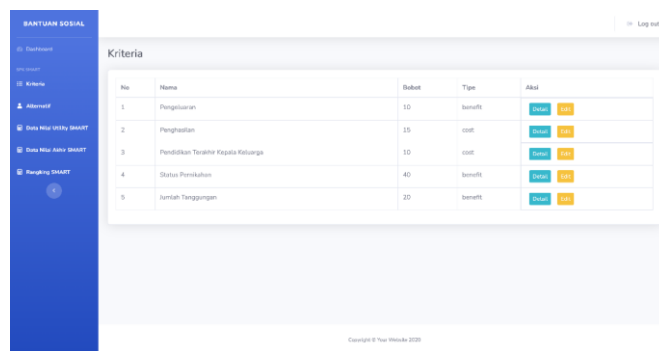 BANTUAN SOSIAL
Log out
Dashboard
Kriteria
SPK SMART
Kriteria
No Nama Bobot Tipe Aksi
Alternatif
1 Pengeluaran 10 benefit Detail Edit
Data Nilai Utility SMART
2 Penghasilan 15 cost Detail Edit
Data Nilai Akhir SMART
3 Pendidikan Terakhir Kepala Keluarga 10 cost Detail Edit
Rangking SMART
4 Status Pernikahan 40 benefit Detail Edit
5 Jumlah Tanggungan 20 benefit Detail Edit
Copyright © Your Website 2020